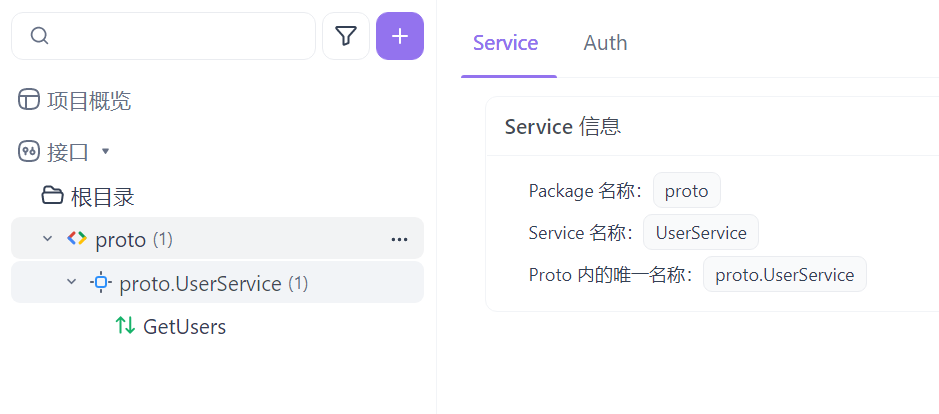 项目概览
接口
根目录
proto (1)
proto.UserService (1)
GetUsers
Service Auth
Service 信息
Package 名称： proto
Service 名称： UserService
Proto 内的唯一名称： proto.UserService